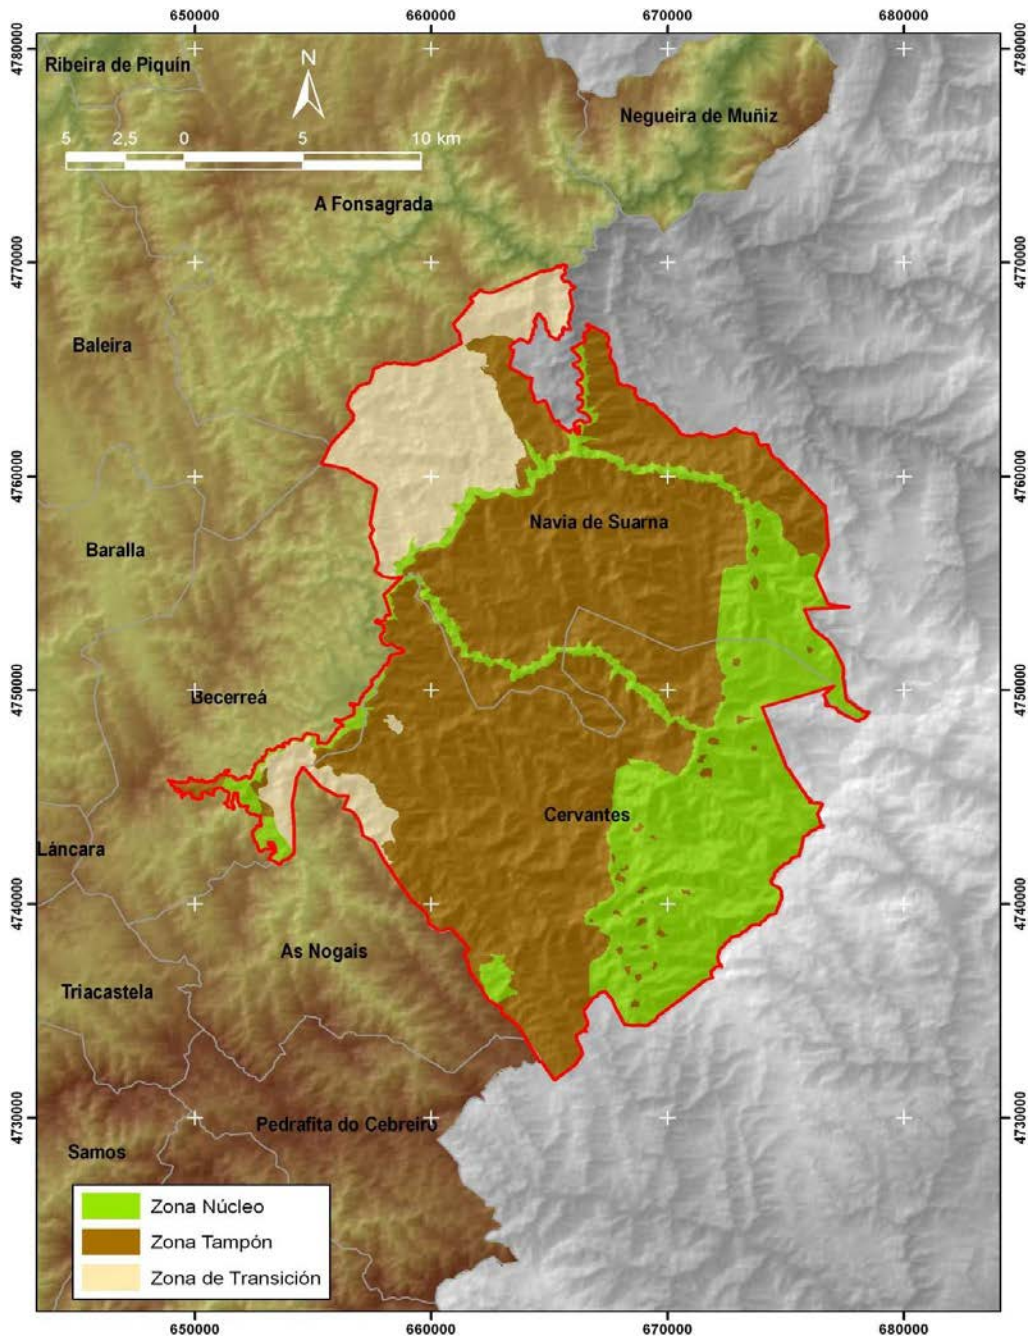 650000 660000 670000 680000
4780000 4780000
Ribeira de Piquín
N
Negueira de Muñiz
5 2,5 0 5 10 km
A Fonsagrada
4770000 4770000
Baleira
4760000 4760000
Navia de Suarna
Baralla
4750000 4750000
Becerreá
Cervantes
Láncara
4740000 4740000
As Nogais
Triacastela
4730000 4730000
Pedrafita do Cebreiro
Samos
Zona Núcleo
Zona Tampón
Zona de Transición
650000 660000 670000 680000